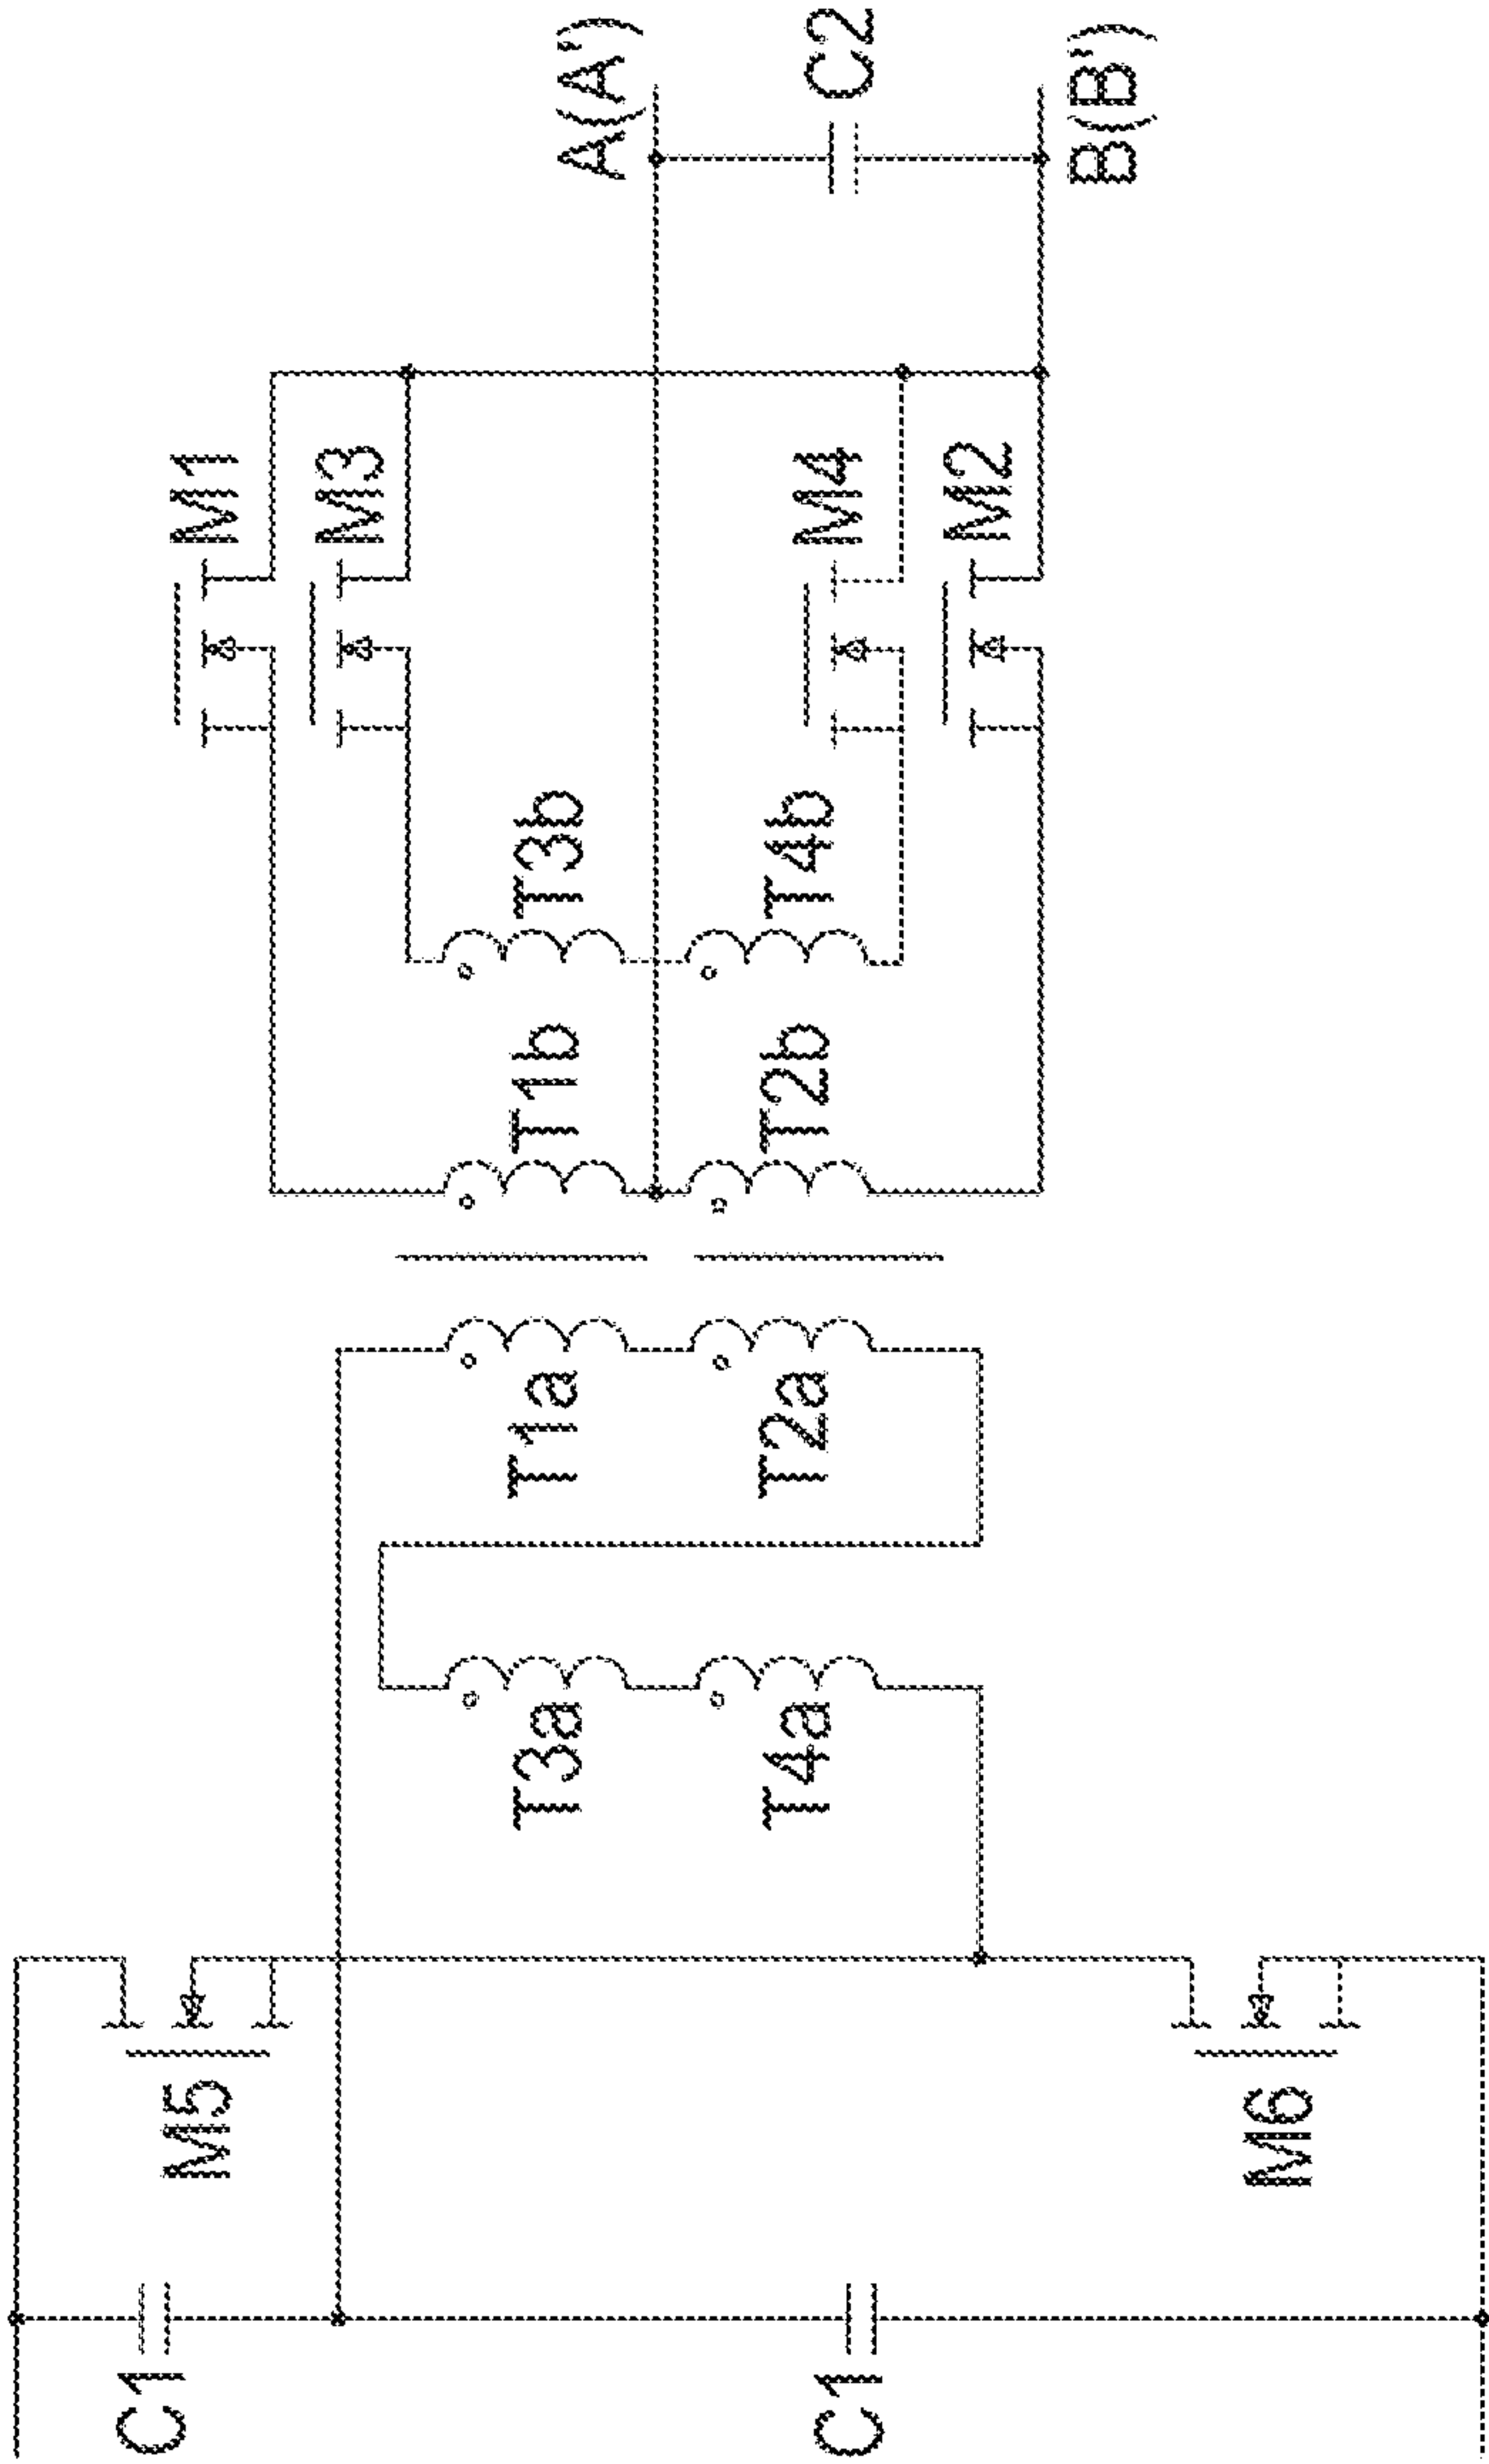 C1
C1
M5
M6
T3a
T4a
T1a
T2a
T1b
T2b
T3b
T4b
M1
M3
M4
M2
A(A')
C2
B(B')